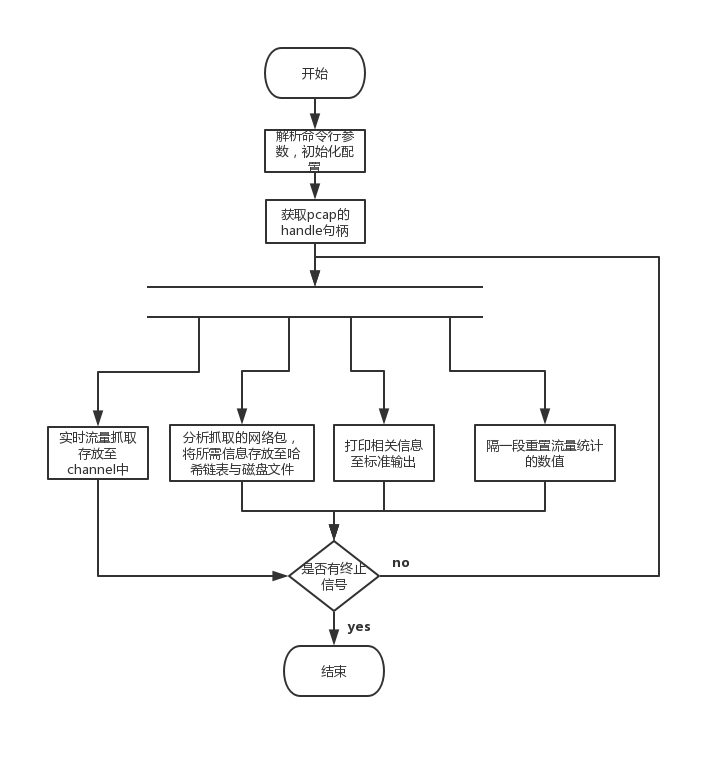 开始
解析命令行参
数，初始化配
置
获取pcap的
handle句柄
实时流量抓取
存放至
channel中
分析抓取的网络包，
将所需信息存放至哈
希链表与磁盘文件
打印相关信息
至标准输出
隔一段重置流量统计
的数值
是否有终止
信号
no
yes
结束